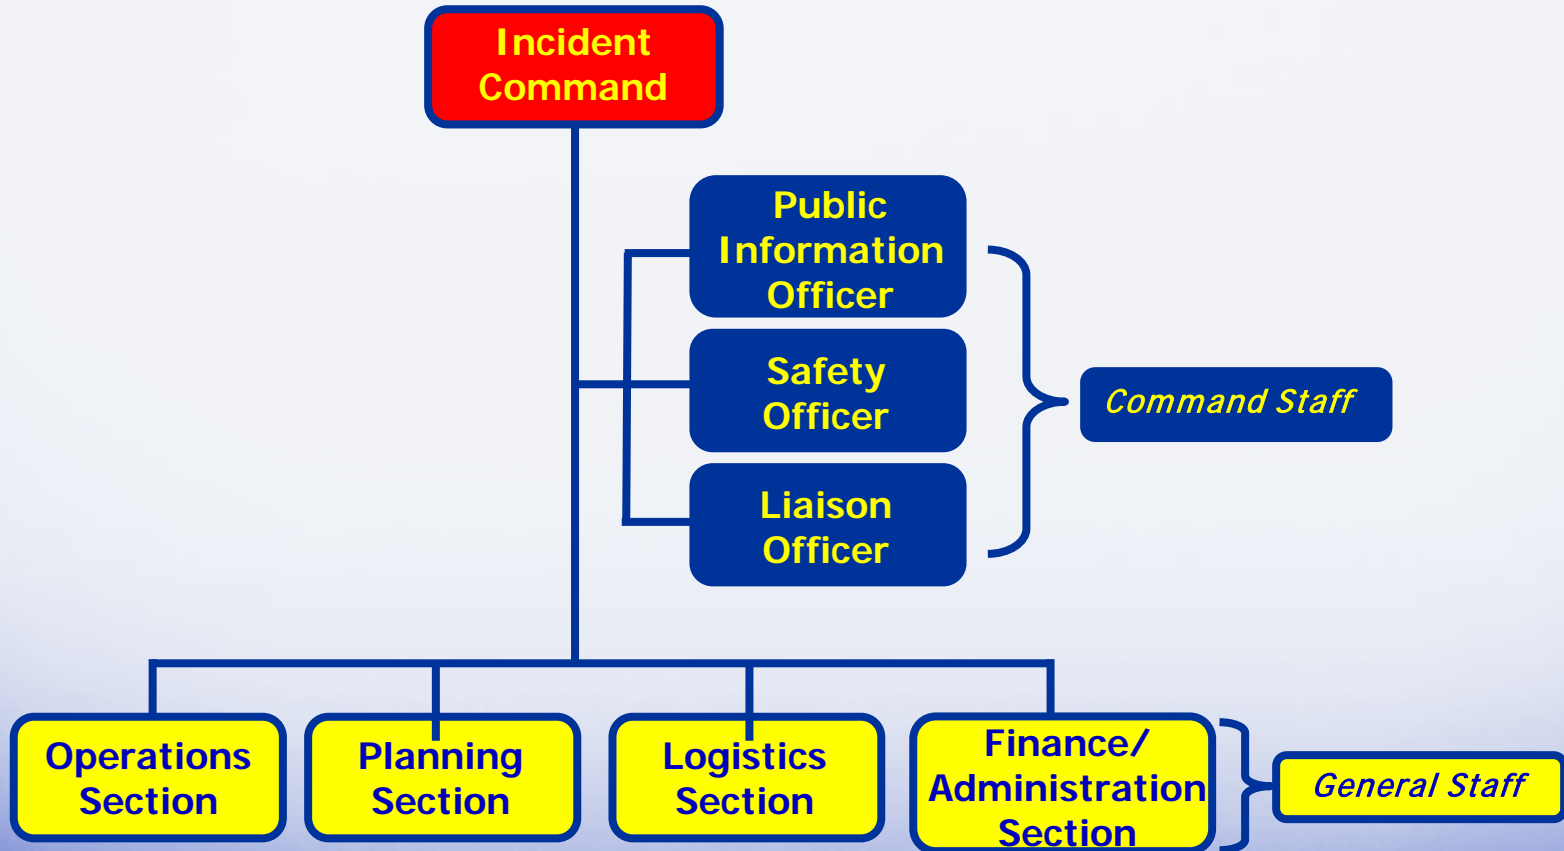 Incident
Command
Public
Information
Officer
Safety
Officer
Command Staff
Liaison
Officer
Operations
Section
Planning
Section
Logistics
Section
Finance/
Administration
Section
General Staff